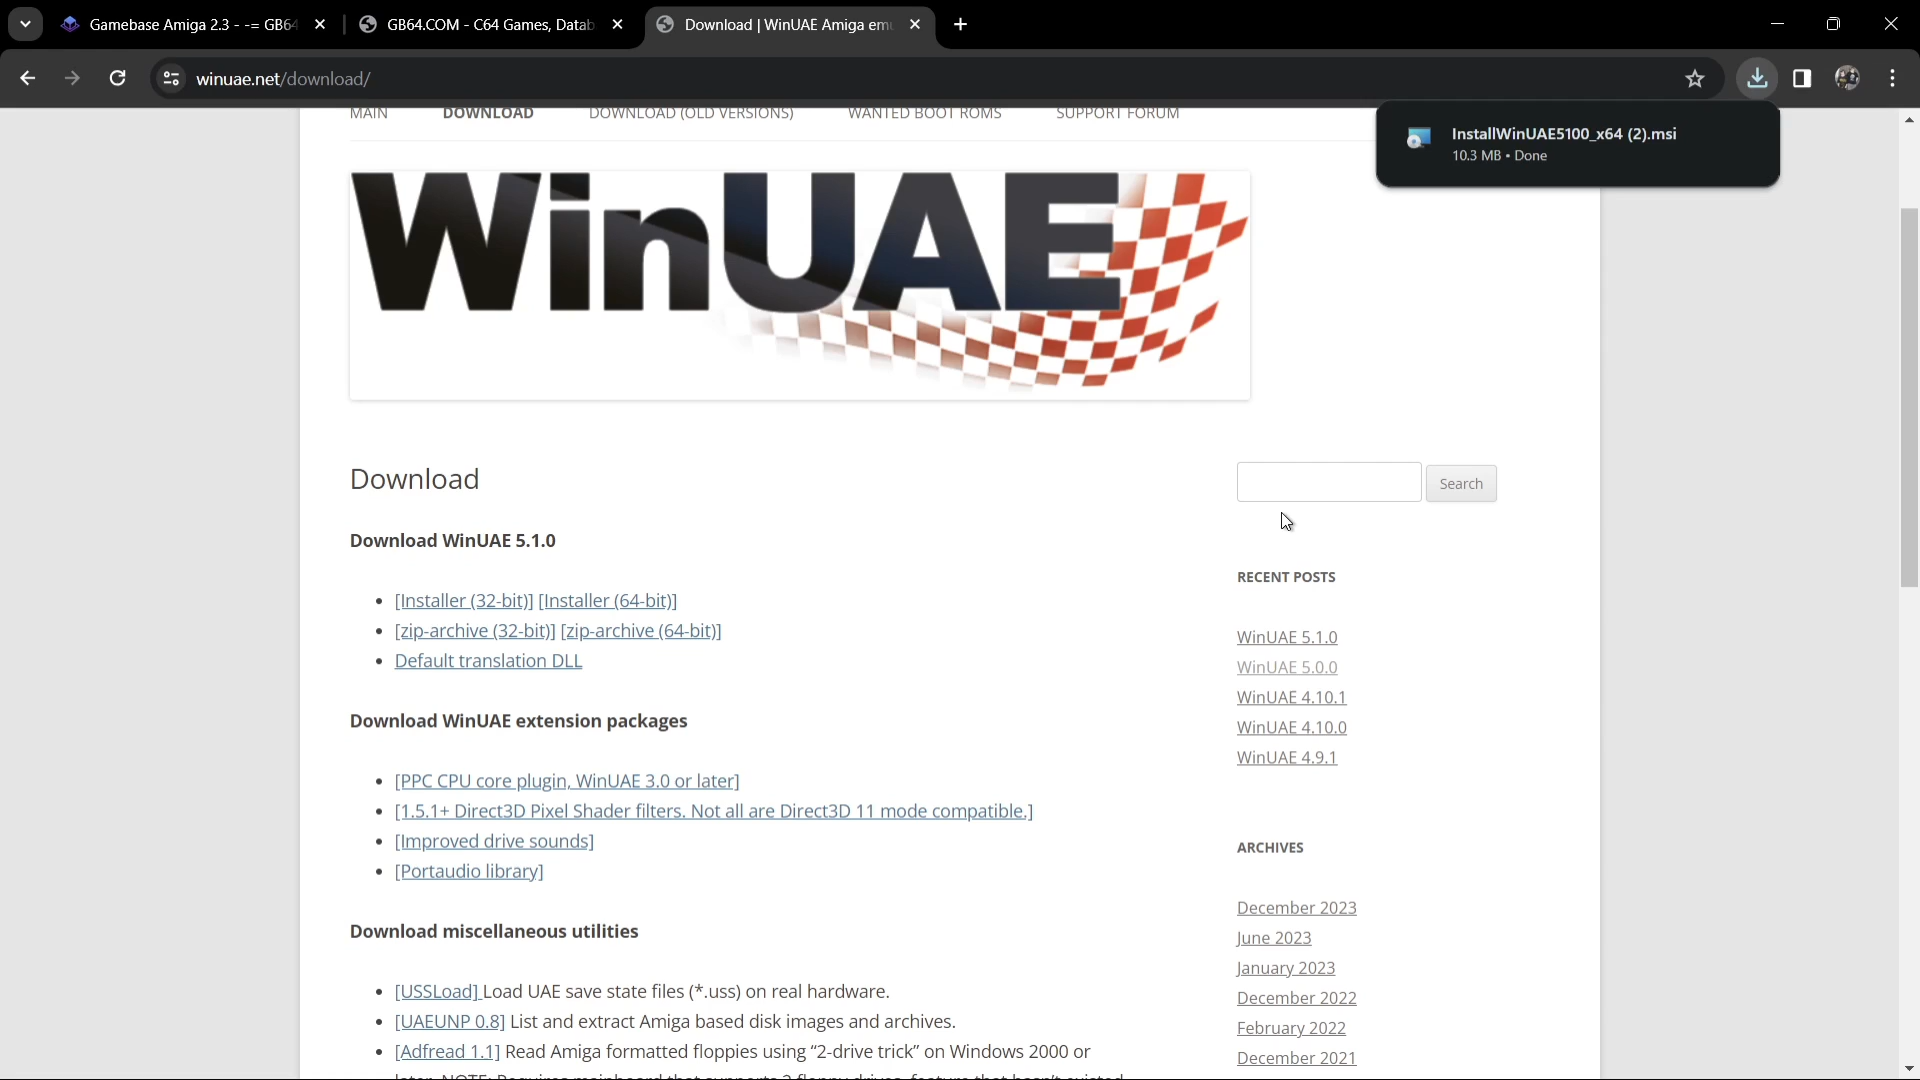 Gamebase Amiga 2.3 - -= GB64
GB64.COM - C64 Games, Datab
Download | WinUAE Amiga em
winuae.net/download/
InstallWinUAE5100_x64 (2).msi
10.3 MB • Done
MAIN
DOWNLOAD
DOWNLOAD (OLD VERSIONS)
WANTED BOOT ROMS
SUPPORT FORUM
WinUAE
Download
Search
Download WinUAE 5.1.0
[Installer (32-bit)] [Installer (64-bit)]
[zip-archive (32-bit)] [zip-archive (64-bit)]
Default translation DLL
Download WinUAE extension packages
[PPC CPU core plugin, WinUAE 3.0 or later]
[1.5.1+ Direct3D Pixel Shader filters. Not all are Direct3D 11 mode compatible.]
[Improved drive sounds]
[Portaudio library]
Download miscellaneous utilities
[USSLoad] Load UAE save state files (*.uss) on real hardware.
[UAEUNP 0.8] List and extract Amiga based disk images and archives.
[Adfread 1.1] Read Amiga formatted floppies using “2-drive trick” on Windows 2000 or
RECENT POSTS
WinUAE 5.1.0
WinUAE 5.0.0
WinUAE 4.10.1
WinUAE 4.10.0
WinUAE 4.9.1
ARCHIVES
December 2023
June 2023
January 2023
December 2022
February 2022
December 2021